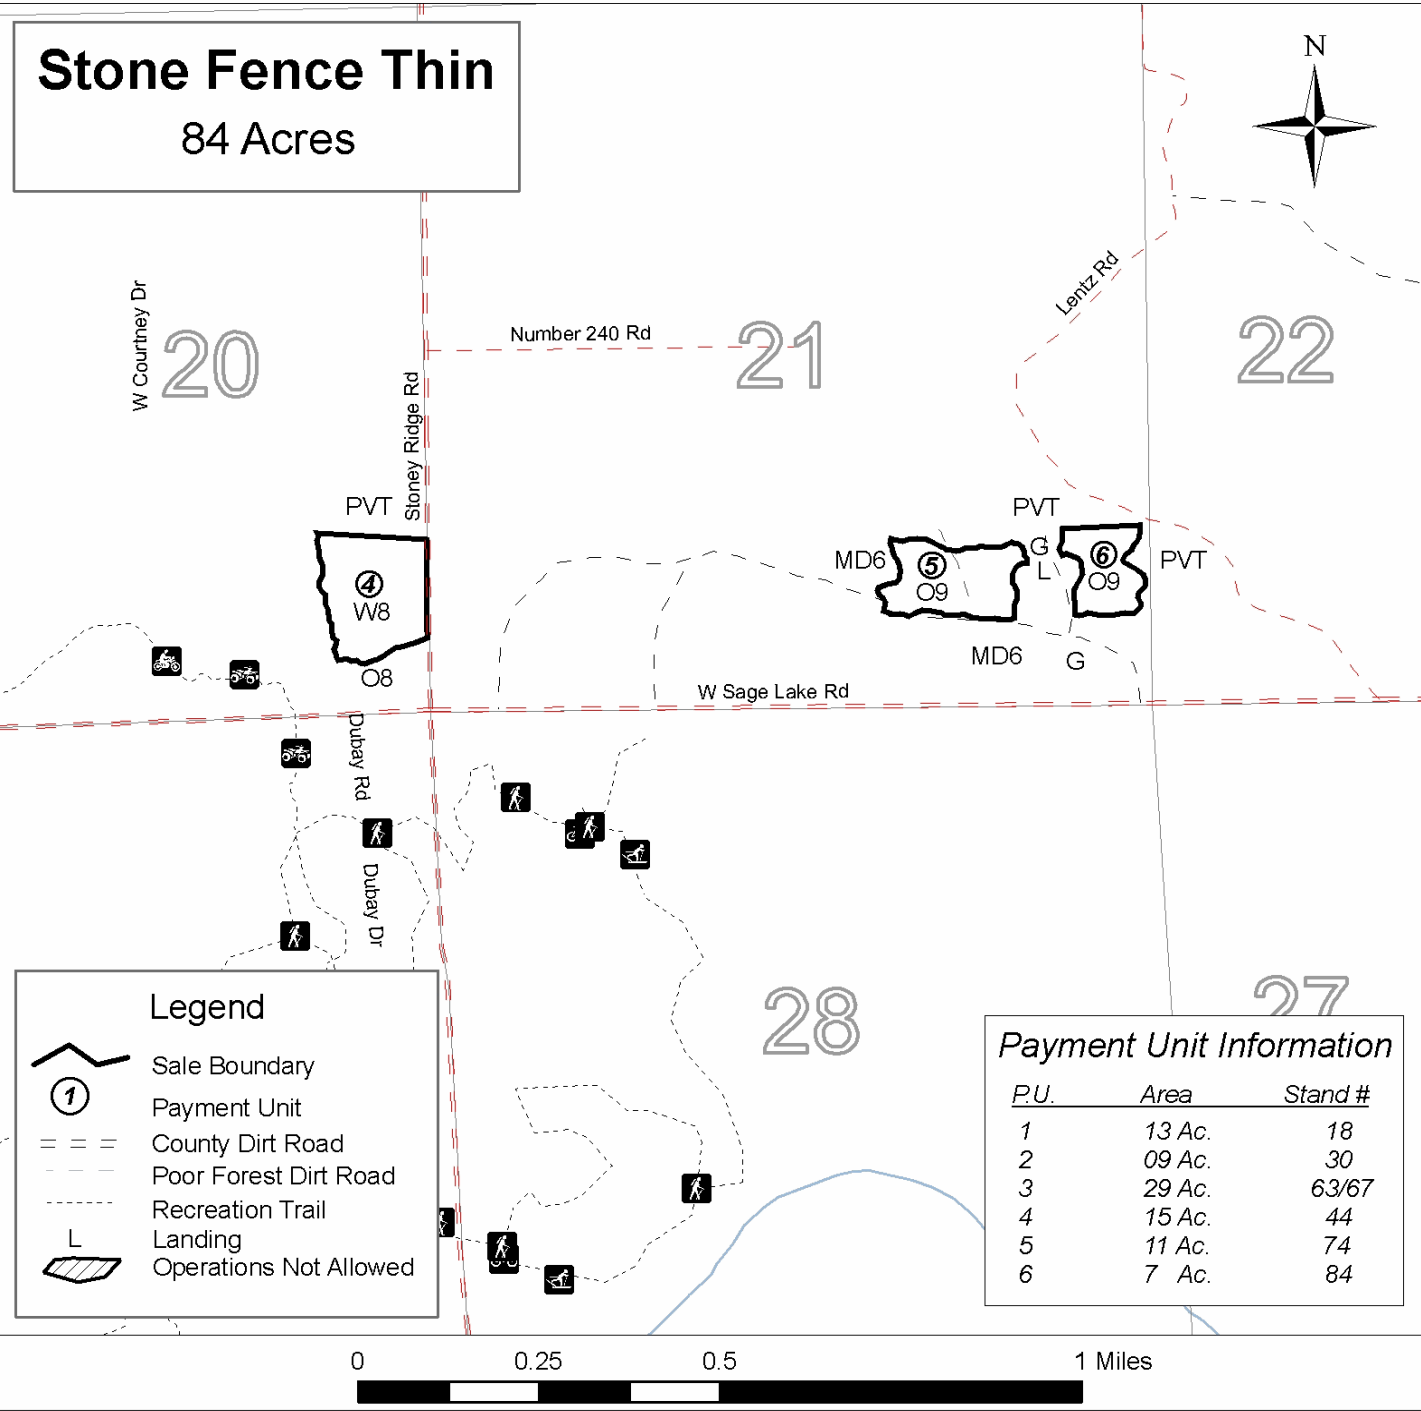 Stone Fence Thin
84 Acres
N
W Courtney Dr
20
Number 240 Rd
21
Lentz Rd
22
Stoney Ridge Rd
PVT
4
W8
O8
PVT
MD6
5
O9
G
L
6
O9
PVT
MD6
G
W Sage Lake Rd
Dubay Rd
Dubay Dr
28
27
Legend
Sale Boundary
1
Payment Unit
County Dirt Road
Poor Forest Dirt Road
Recreation Trail
L Landing
Operations Not Allowed
Payment Unit Information
P.U. Area Stand #
1 13 Ac. 18
2 09 Ac. 30
3 29 Ac. 63/67
4 15 Ac. 44
5 11 Ac. 74
6 7 Ac. 84
0 0.25 0.5 1 Miles